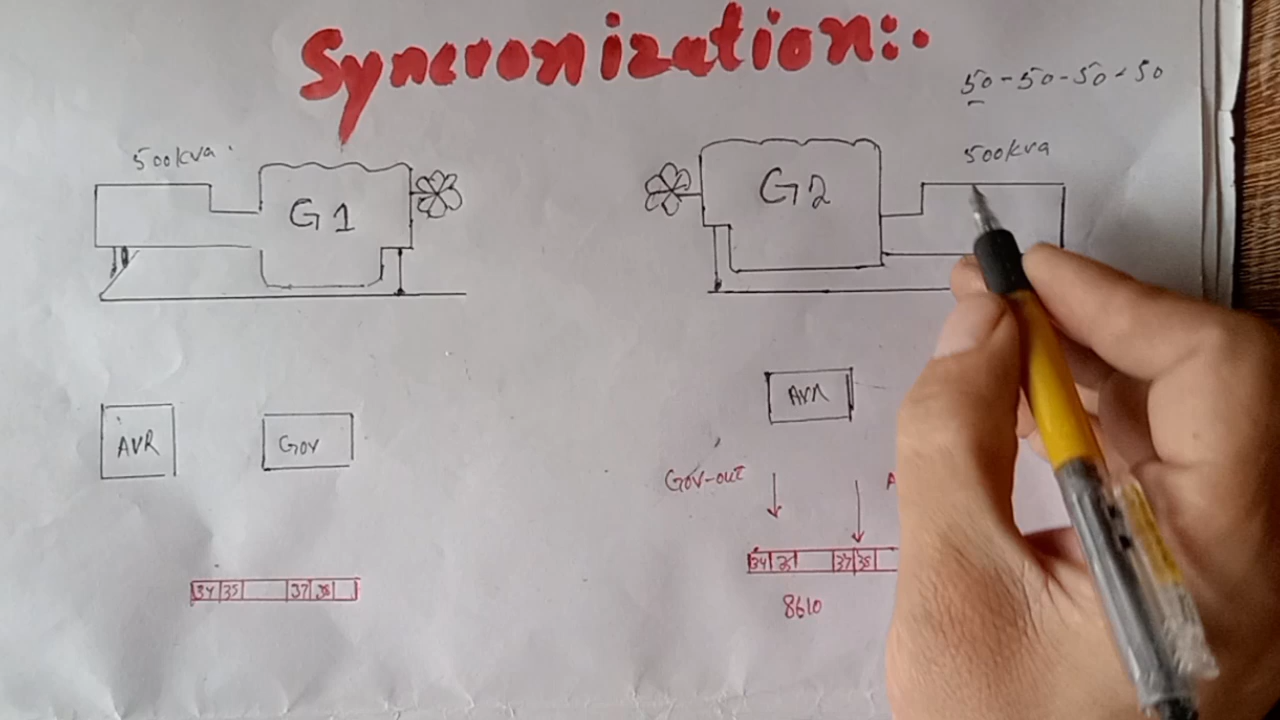 Syncronization:.
50-50-50-50
500kva
500kva
G1
G2
AVR
AVR
Gov
Gov-out
A
34 35 37 38
34 35 37 38
8610